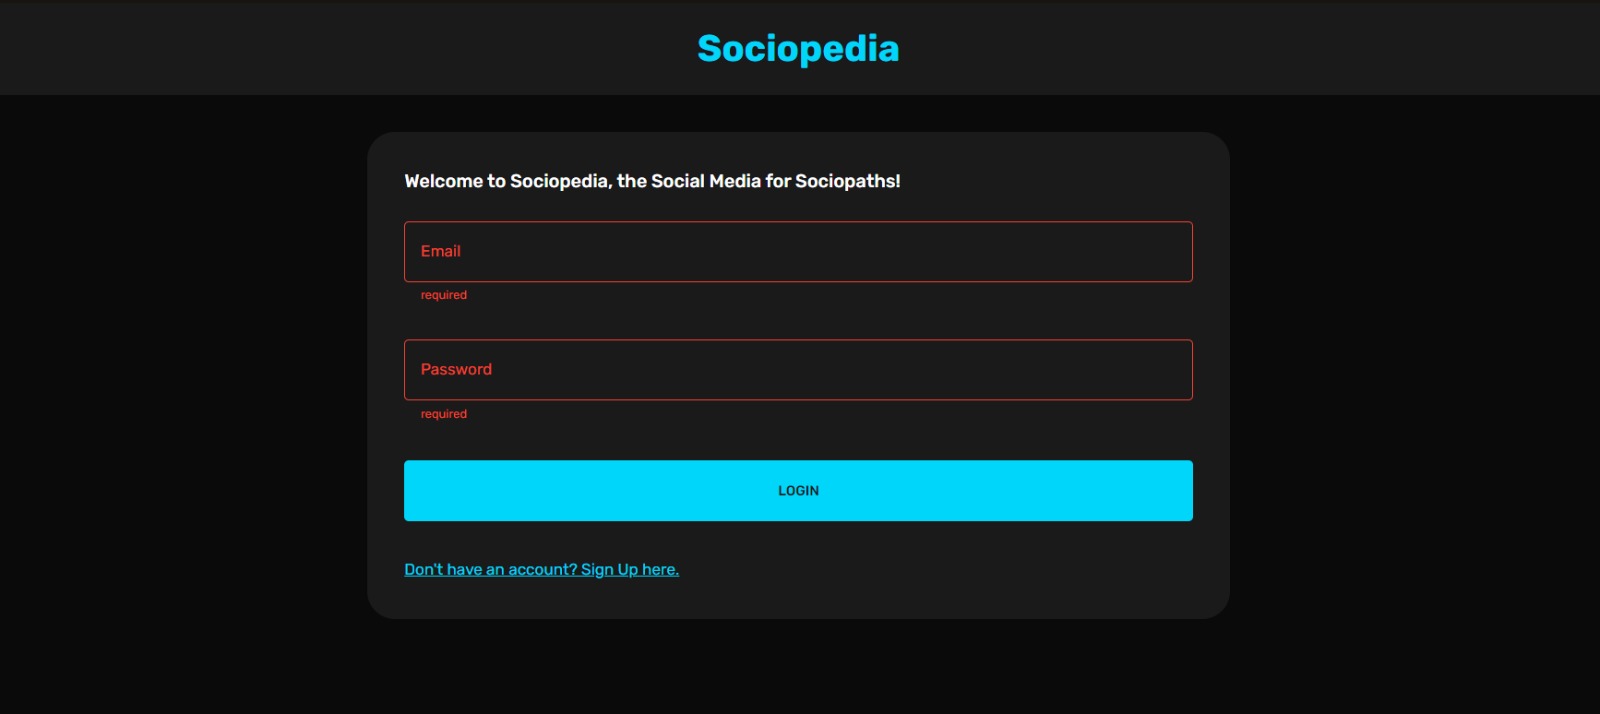 Sociopedia
Welcome to Sociopedia, the Social Media for Sociopaths!
Email
required
Password
required
LOGIN
Don't have an account? Sign Up here.